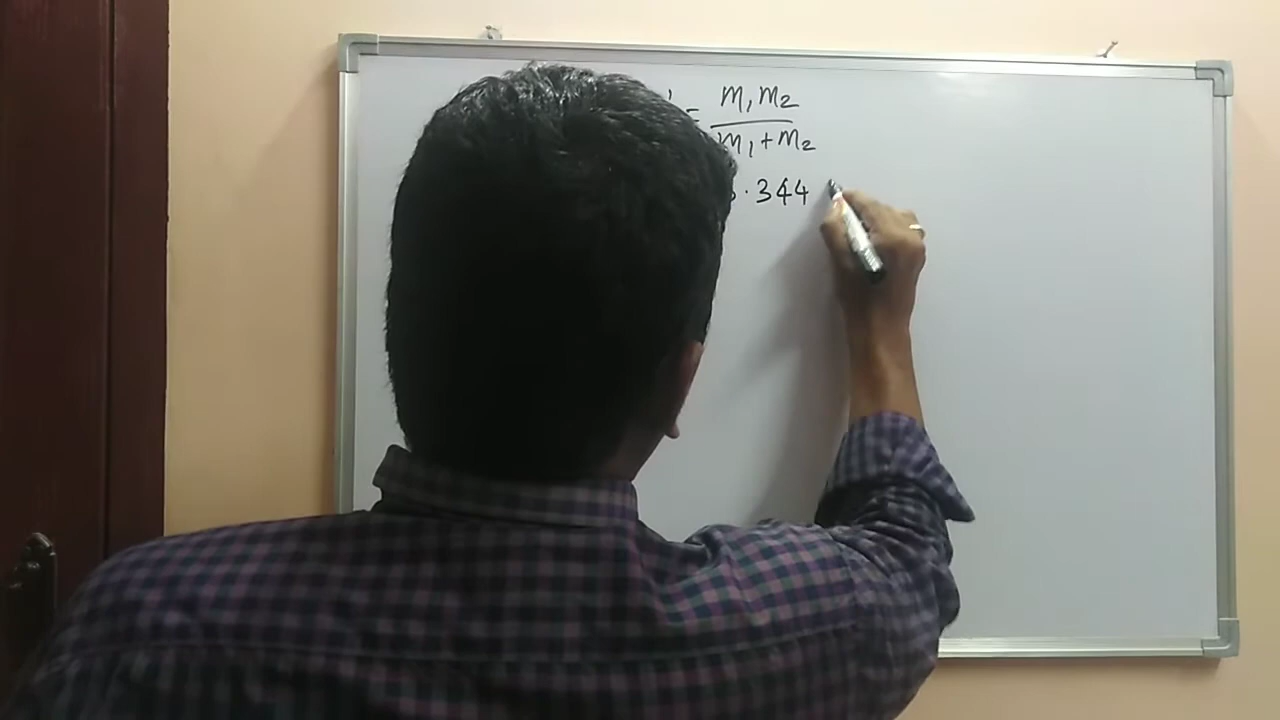 = m₁m₂ / m₁+m₂
.344